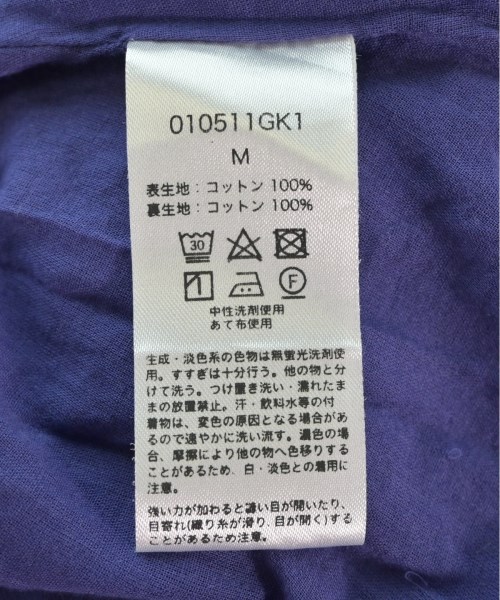 010511GK1
M
表生地：コットン 100%
裏生地：コットン 100%
30
F
中性洗剤使用
あて布使用
生成・淡色系の色物は無蛍光洗剤使
用。すすぎは十分行う。他の物と分
けて洗う。つけ置き洗い・濡れたま
まの放置禁止。汗・飲料水等の付
着物は、変色の原因となる場合があ
るので速やかに洗い流す。濃色の場
合、摩擦により他の物へ色移りする
ことがあるため、白・淡色との着用に
注意。
強い力が加わると縫い目が開いたり、
目寄れ(織り糸が滑り、目が開く)する
ことがあるため注意。